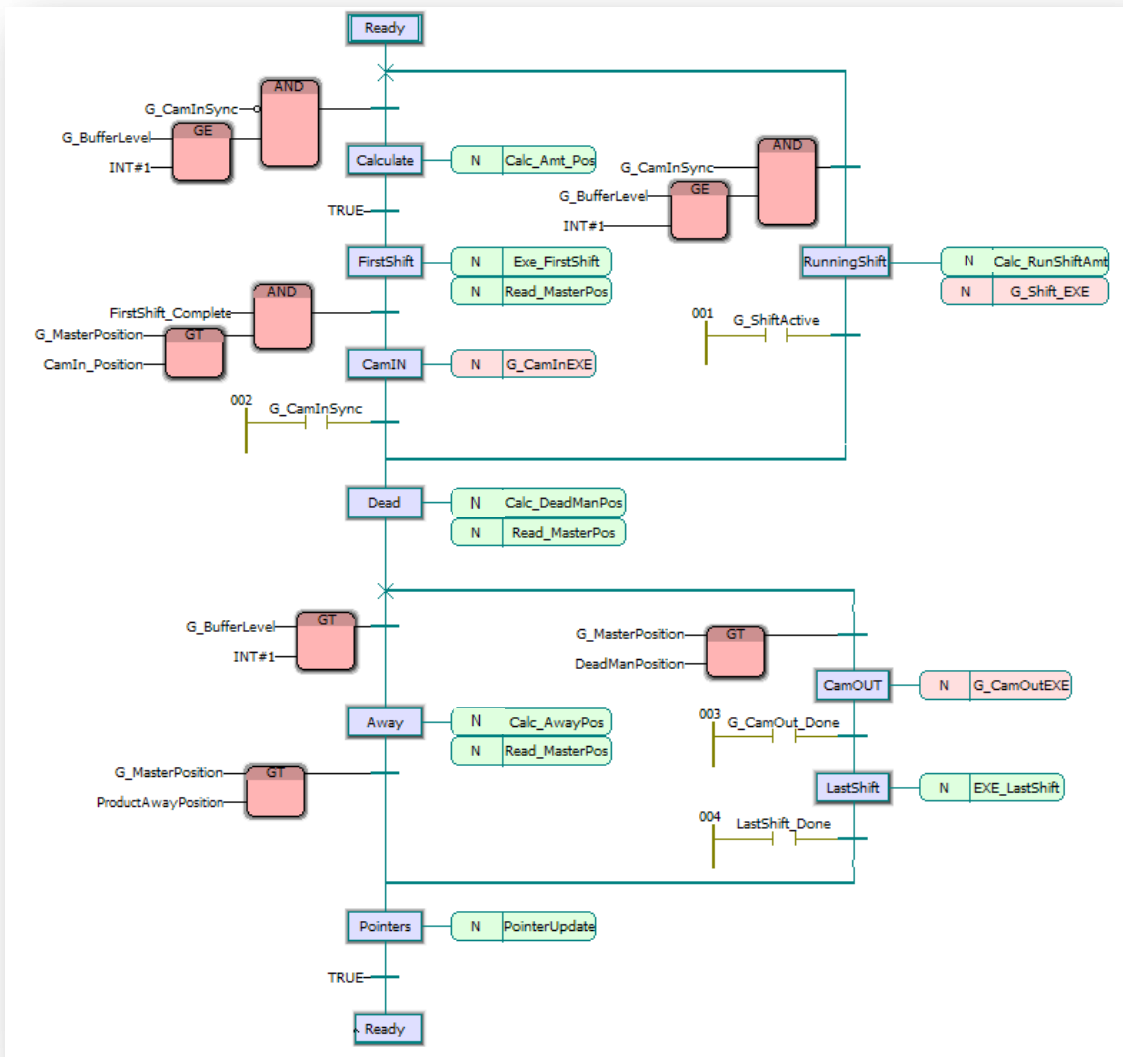 Ready
AND
G_CamInSync
G_BufferLevel
GE
INT#1
AND
G_CamInSync
G_BufferLevel
GE
INT#1
Calculate
N Calc_Amt_Pos
TRUE
FirstShift
N Exe_FirstShift
N Read_MasterPos
RunningShift
N Calc_RunShiftAmt
N G_Shift_EXE
AND
FirstShift_Complete
G_MasterPosition
GT
CamIn_Position
001
G_ShiftActive
CamIN
N G_CamInEXE
002
G_CamInSync
Dead
N Calc_DeadManPos
N Read_MasterPos
GT
G_BufferLevel
INT#1
G_MasterPosition
GT
DeadManPosition
CamOUT
N G_CamOutEXE
Away
N Calc_AwayPos
N Read_MasterPos
003
G_CamOut_Done
G_MasterPosition
GT
ProductAwayPosition
LastShift
N EXE_LastShift
004
LastShift_Done
Pointers
N PointerUpdate
TRUE
Ready